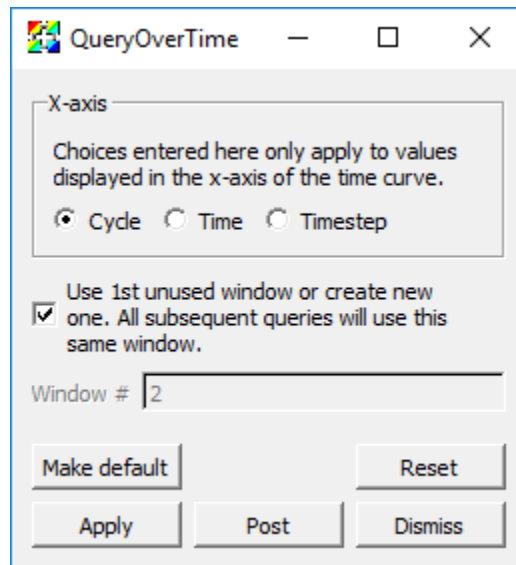 QueryOverTime
X-axis
Choices entered here only apply to values
displayed in the x-axis of the time curve.
Cycle Time Timestep
Use 1st unused window or create new
one. All subsequent queries will use this
same window.
Window # 2
Make default Reset
Apply Post Dismiss